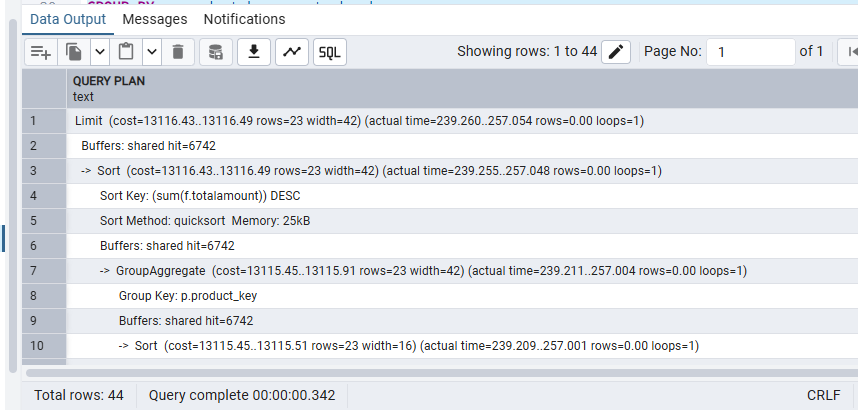 GROUP BY
Data Output Messages Notifications
SQL Showing rows: 1 to 44 Page No: 1 of 1
QUERY PLAN
text
1 Limit (cost=13116.43..13116.49 rows=23 width=42) (actual time=239.260..257.054 rows=0.00 loops=1)
2 Buffers: shared hit=6742
3 -> Sort (cost=13116.43..13116.49 rows=23 width=42) (actual time=239.255..257.048 rows=0.00 loops=1)
4 Sort Key: (sum(f.totalamount)) DESC
5 Sort Method: quicksort Memory: 25kB
6 Buffers: shared hit=6742
7 -> GroupAggregate (cost=13115.45..13115.91 rows=23 width=42) (actual time=239.211..257.004 rows=0.00 loops=1)
8 Group Key: p.product_key
9 Buffers: shared hit=6742
10 -> Sort (cost=13115.45..13115.51 rows=23 width=16) (actual time=239.209..257.001 rows=0.00 loops=1)
Total rows: 44 Query complete 00:00:00.342 CRLF